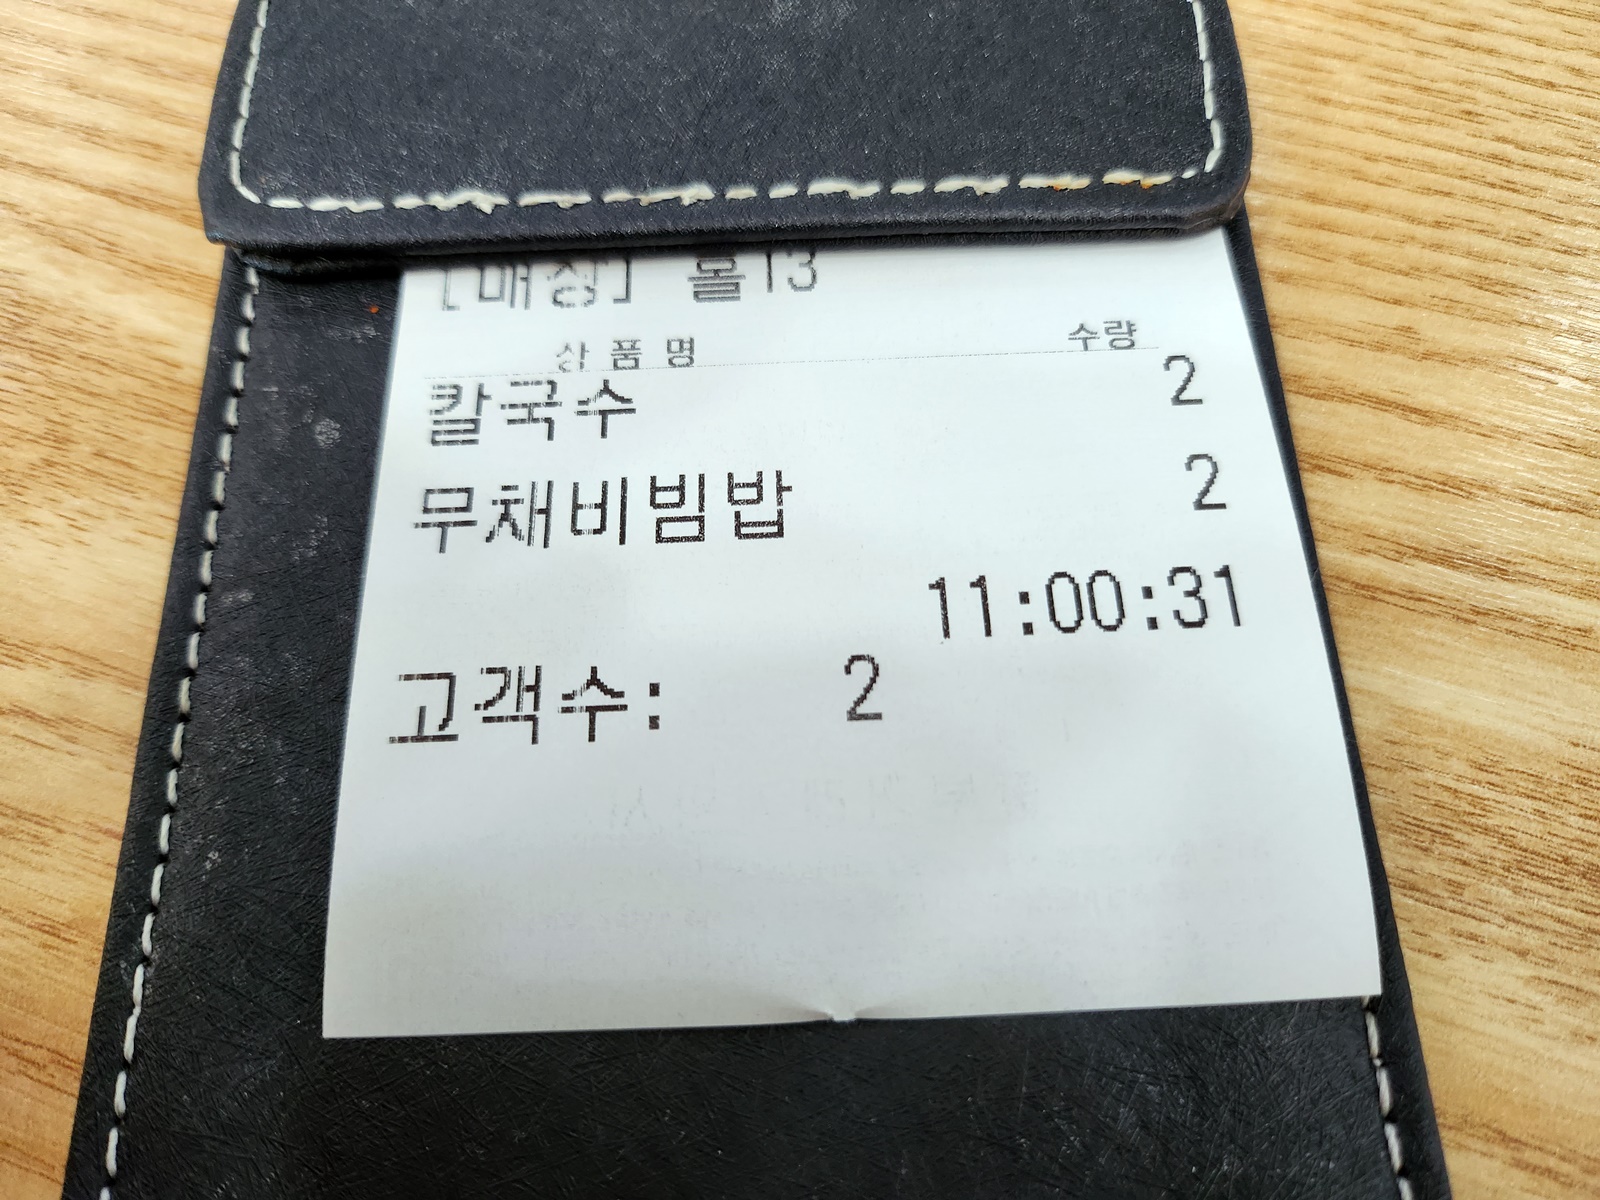 [매장] 홀13
상품명 수량
칼국수 2
무채비빔밥 2
11:00:31
고객수: 2